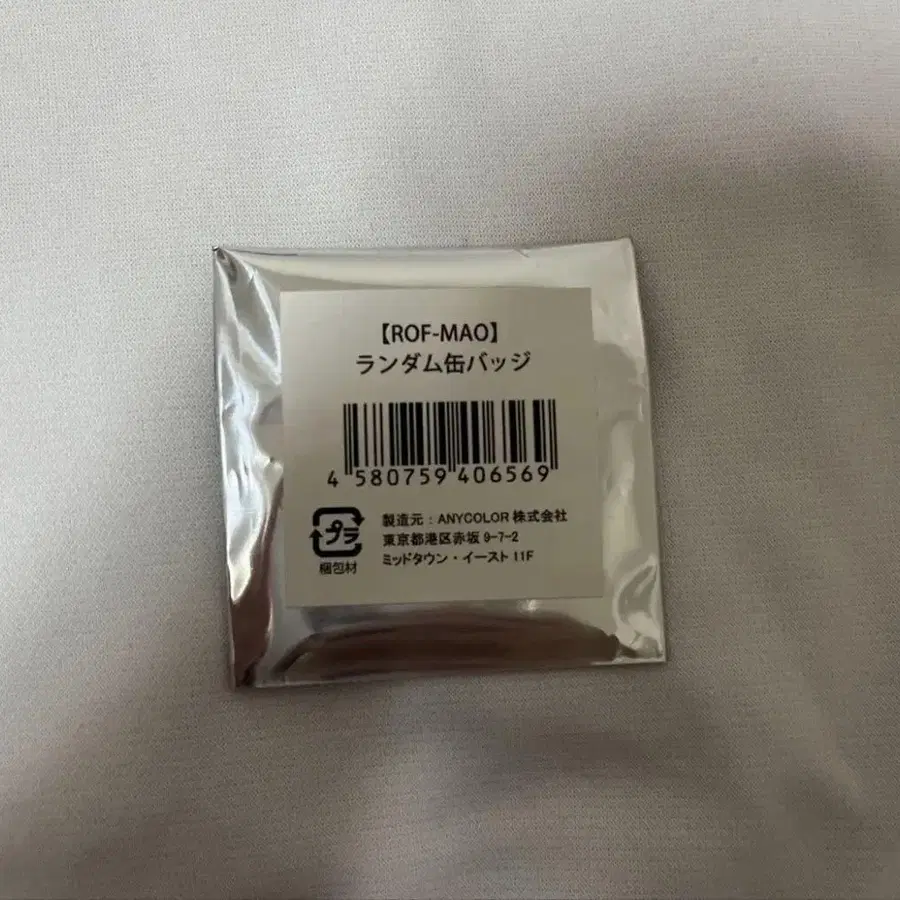 【ROF-MAO】
ランダム缶バッジ
4 580759 406569
プラ
梱包材
製造元：ANYCOLOR 株式会社
東京都港区赤坂 9-7-2
ミッドタウン・イースト 11F